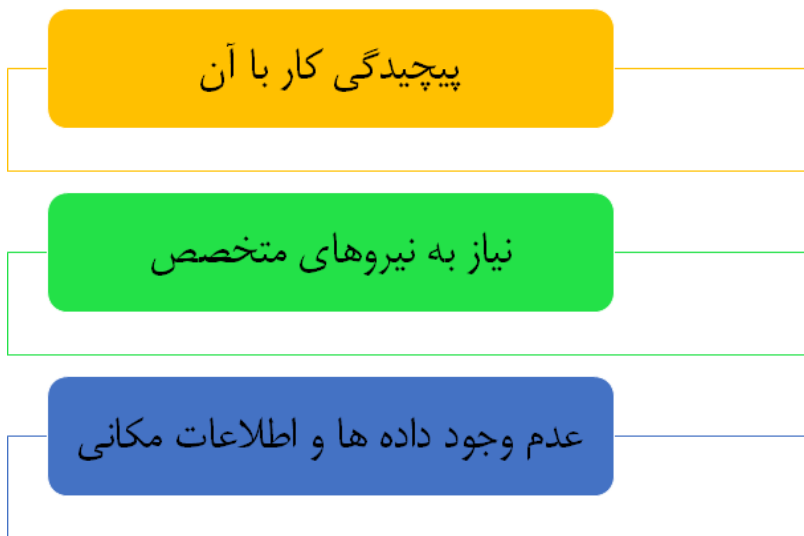 پیچیدگی کار با آن
نیاز به نیروهای متخصص
عدم وجود داده ها و اطلاعات مکانی